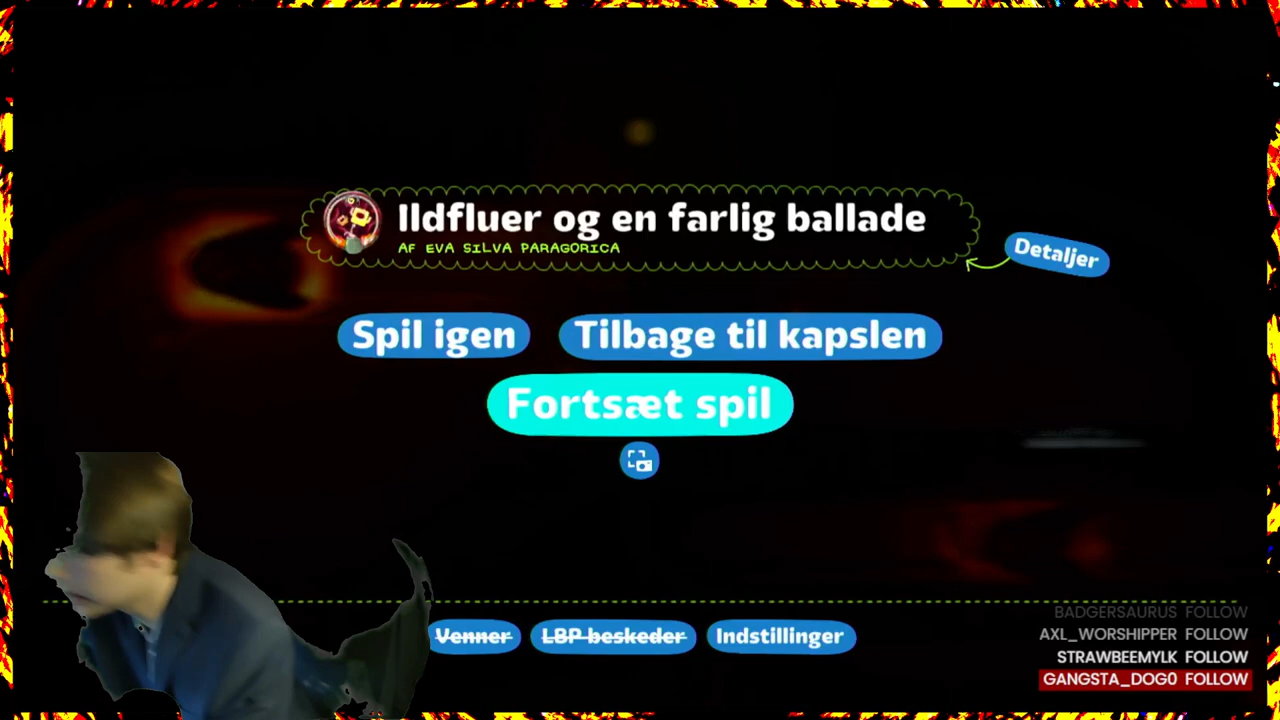 Ildfluer og en farlig ballade
AF EVA SILVA PARAGORICA
Detaljer
Spil igen
Tilbage til kapslen
Fortsæt spil
Venner
LBP beskeder
Indstillinger
BADGERSAURUS FOLLOW
AXL_WORSHIPPER FOLLOW
STRAWBEEMYLK FOLLOW
GANGSTA_DOG0 FOLLOW